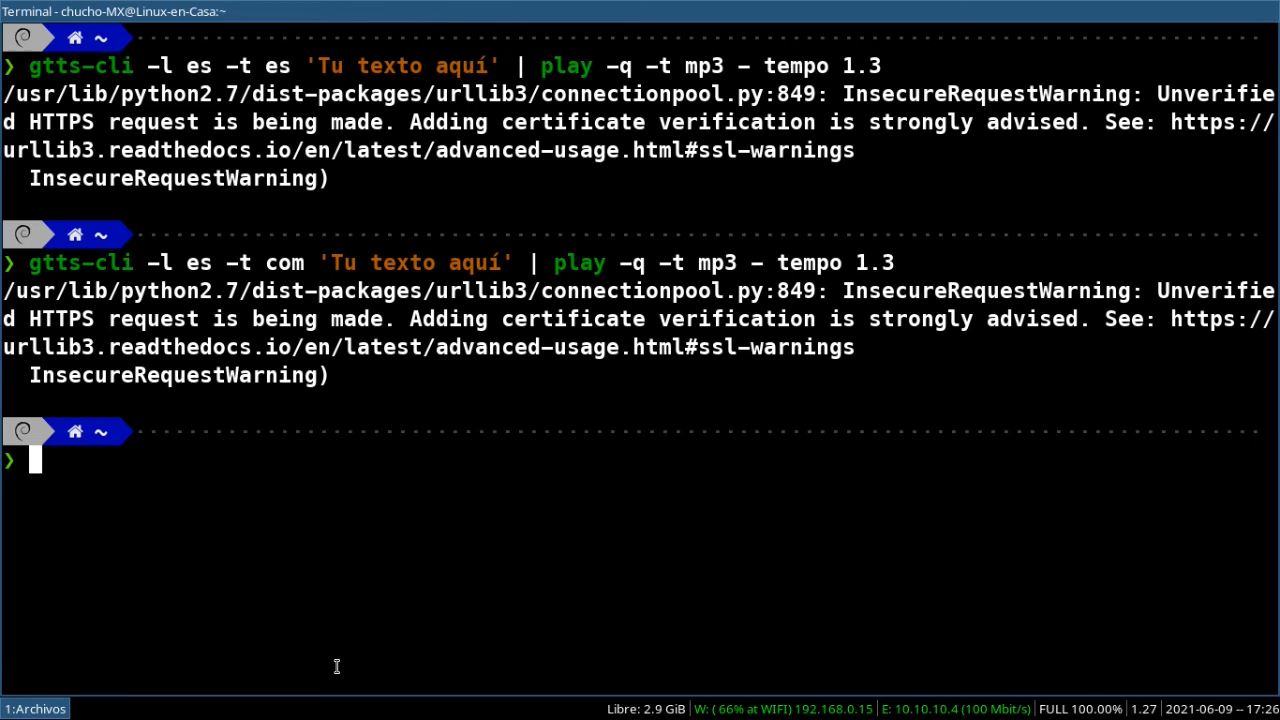 Terminal - chucho-MX@Linux-en-Casa:~
~
❯ gtts-cli -l es -t es 'Tu texto aquí' | play -q -t mp3 - tempo 1.3
/usr/lib/python2.7/dist-packages/urllib3/connectionpool.py:849: InsecureRequestWarning: Unverifie
d HTTPS request is being made. Adding certificate verification is strongly advised. See: https://
urllib3.readthedocs.io/en/latest/advanced-usage.html#ssl-warnings
  InsecureRequestWarning)
~
❯ gtts-cli -l es -t com 'Tu texto aquí' | play -q -t mp3 - tempo 1.3
/usr/lib/python2.7/dist-packages/urllib3/connectionpool.py:849: InsecureRequestWarning: Unverifie
d HTTPS request is being made. Adding certificate verification is strongly advised. See: https://
urllib3.readthedocs.io/en/latest/advanced-usage.html#ssl-warnings
  InsecureRequestWarning)
~
❯
1:Archivos Libre: 2.9 GiB | W: ( 66% at WIFI) 192.168.0.15 | E: 10.10.10.4 (100 Mbit/s) | FULL 100.00% | 1.27 | 2021-06-09 -- 17:26